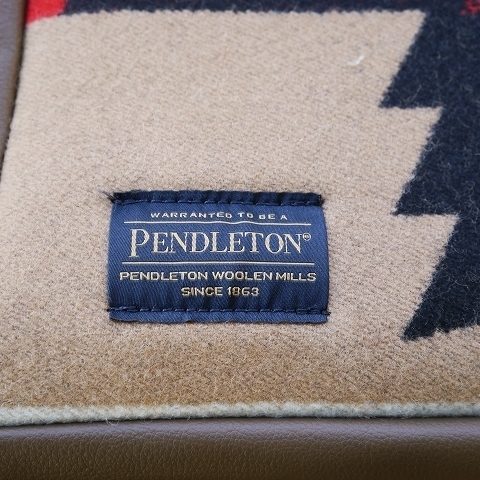 WARRANTED TO BE A
PENDLETON®
PENDLETON WOOLEN MILLS
SINCE 1863